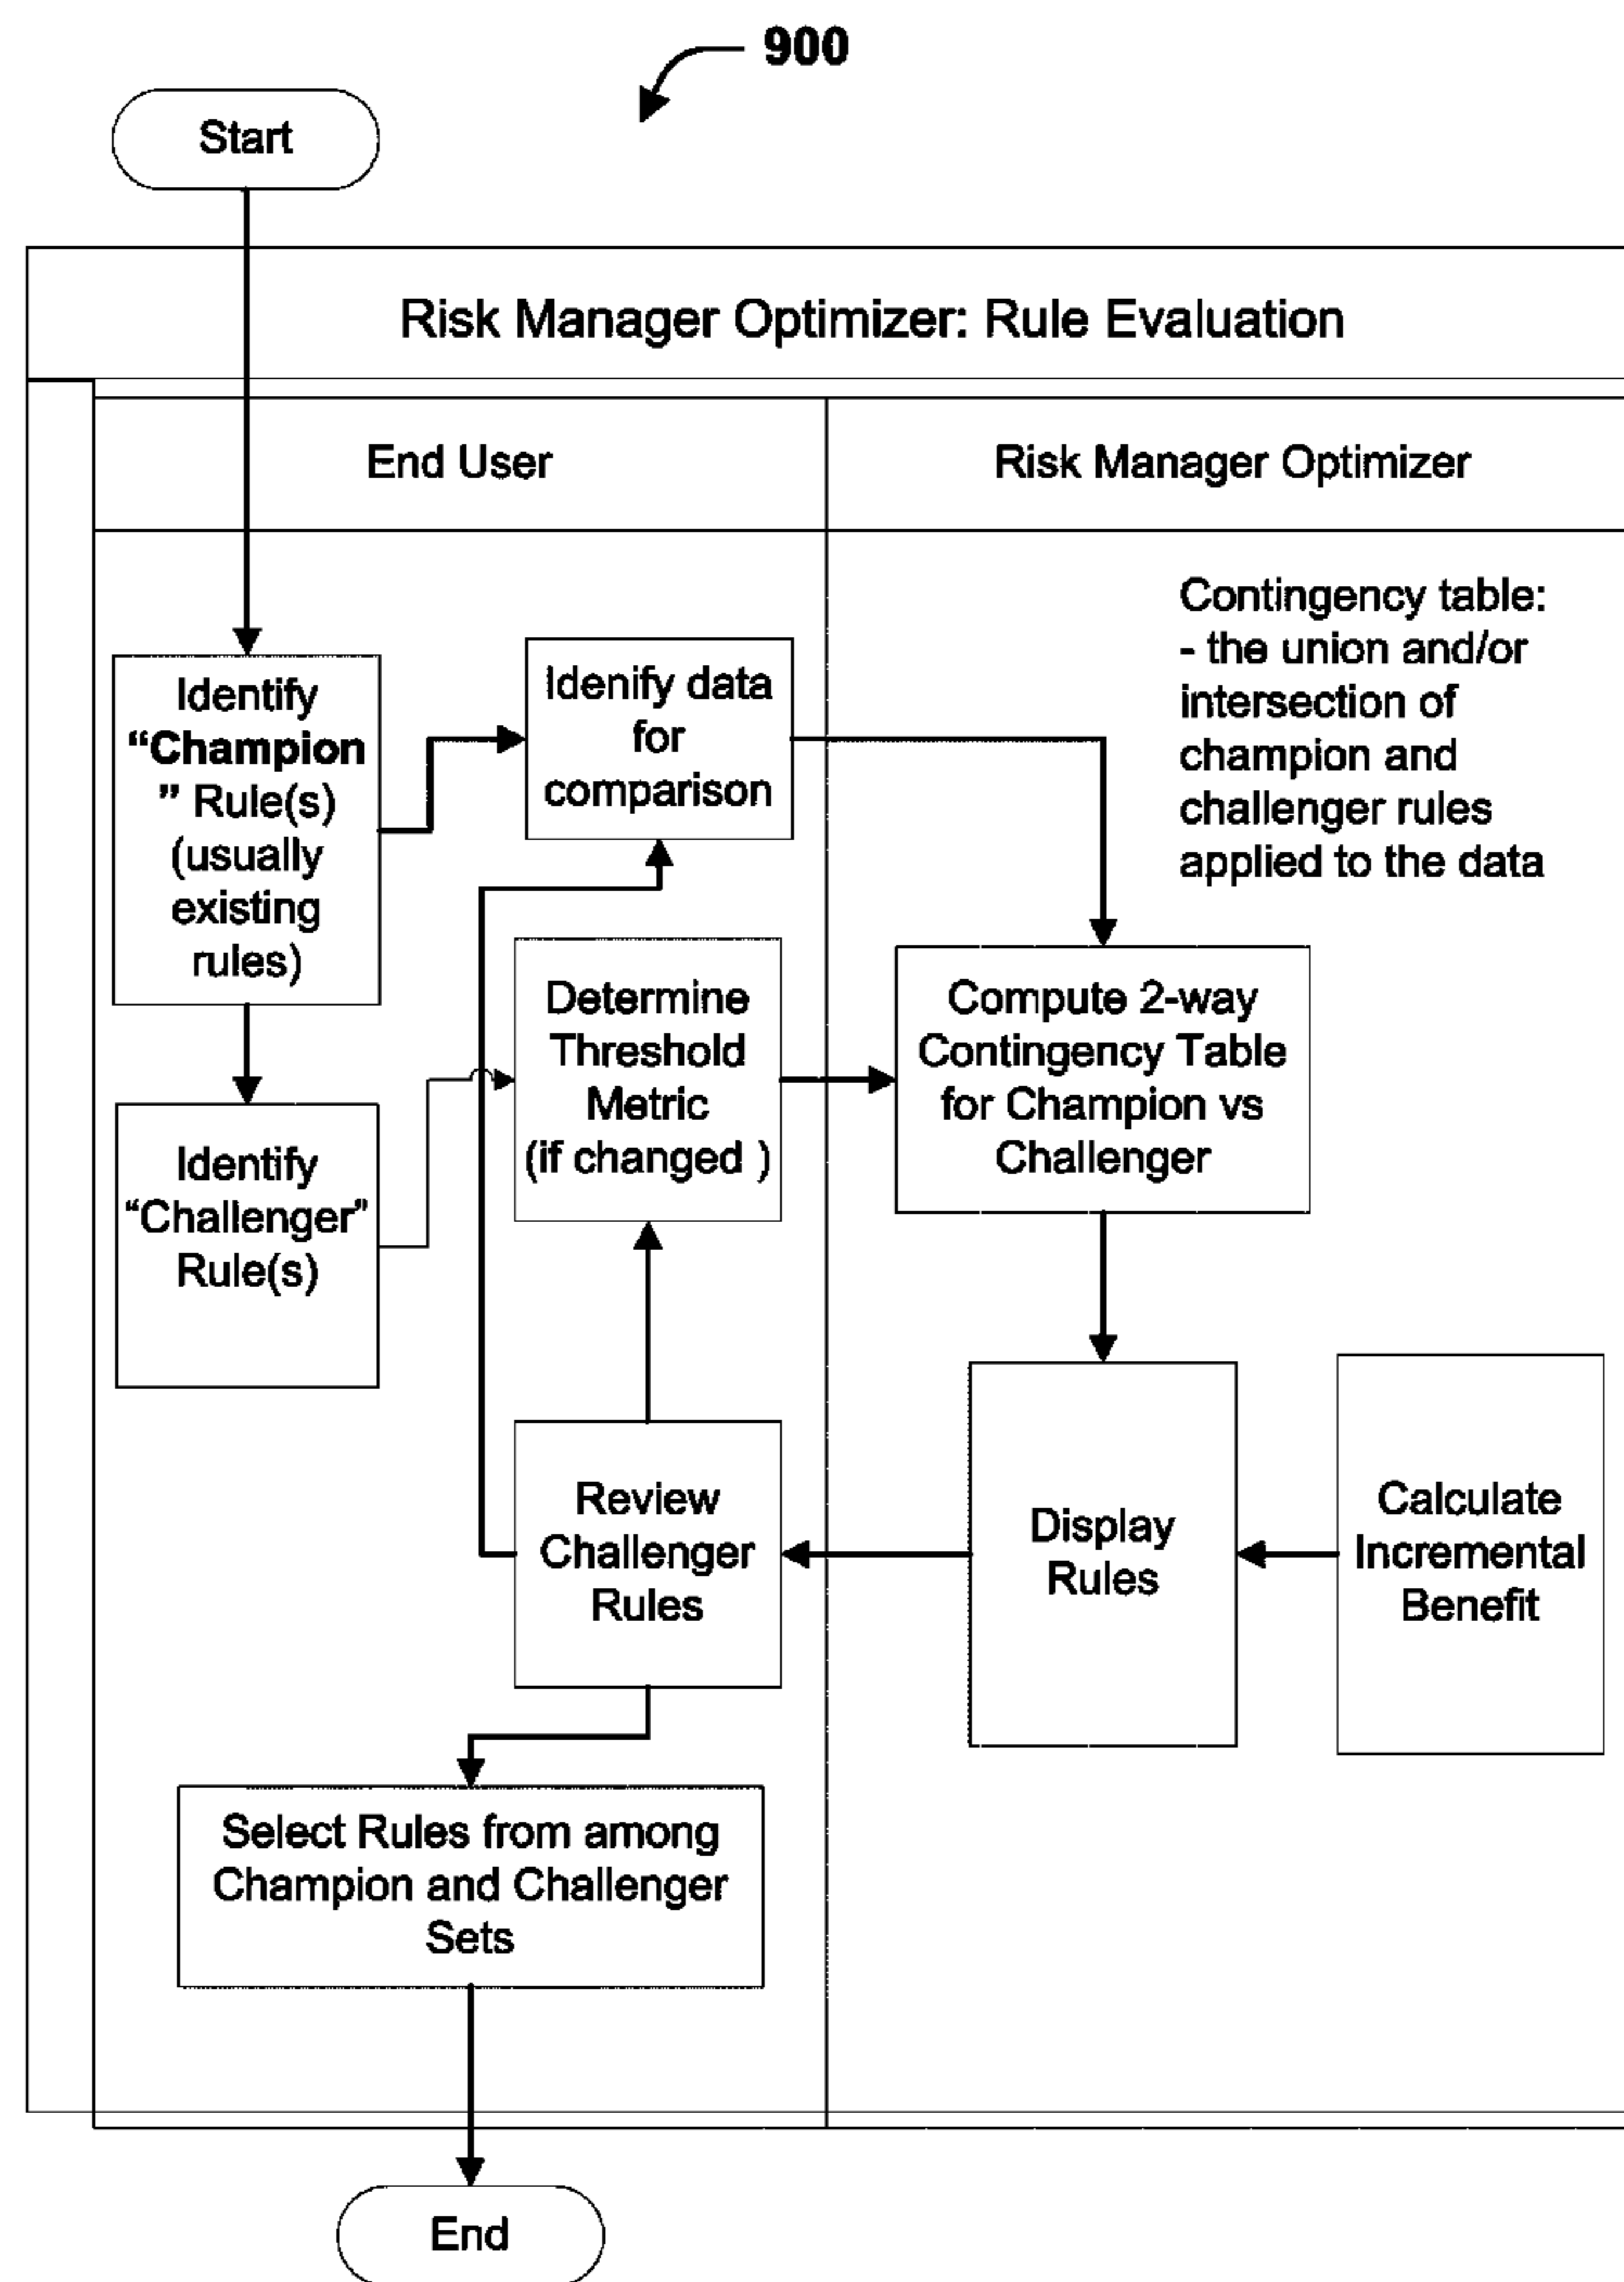 900
Start
Risk Manager Optimizer: Rule Evaluation
End User
Risk Manager Optimizer
Contingency table:
- the union and/or
intersection of
champion and
challenger rules
applied to the data
Identify
“Champion
” Rule(s)
(usually
existing
rules)
Idenify data
for
comparison
Determine
Threshold
Metric
(if changed )
Compute 2-way
Contingency Table
for Champion vs
Challenger
Identify
“Challenger”
Rule(s)
Review
Challenger
Rules
Display
Rules
Calculate
Incremental
Benefit
Select Rules from among
Champion and Challenger
Sets
End